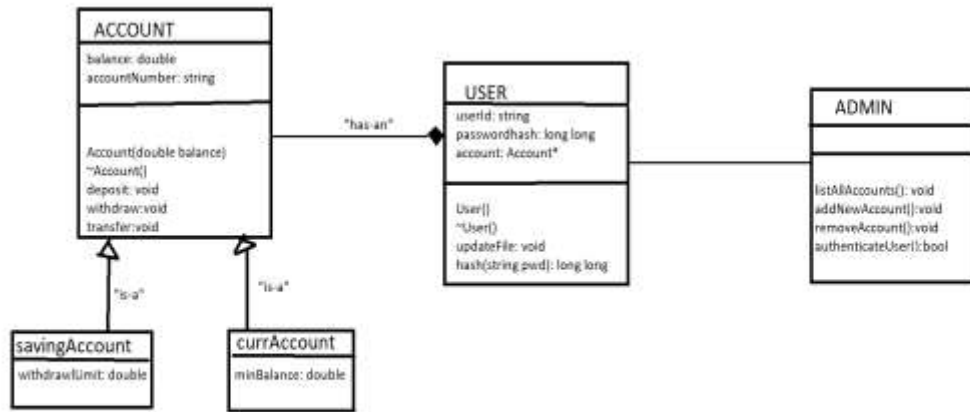 ACCOUNT
balance: double
accountNumber: string
Account(double balance)
~Account()
deposit: void
withdraw:void
transfer:void
"has-an"
USER
userId: string
passwordhash: long long
account: Account*
User()
~User()
updateFile: void
hash(string pwd): long long
ADMIN
listAllAccounts(): void
addNewAccount():void
removeAccount():void
authenticateUser():bool
"is-a"
"is-a"
savingAccount
withdrawlLimit: double
currAccount
minBalance: double